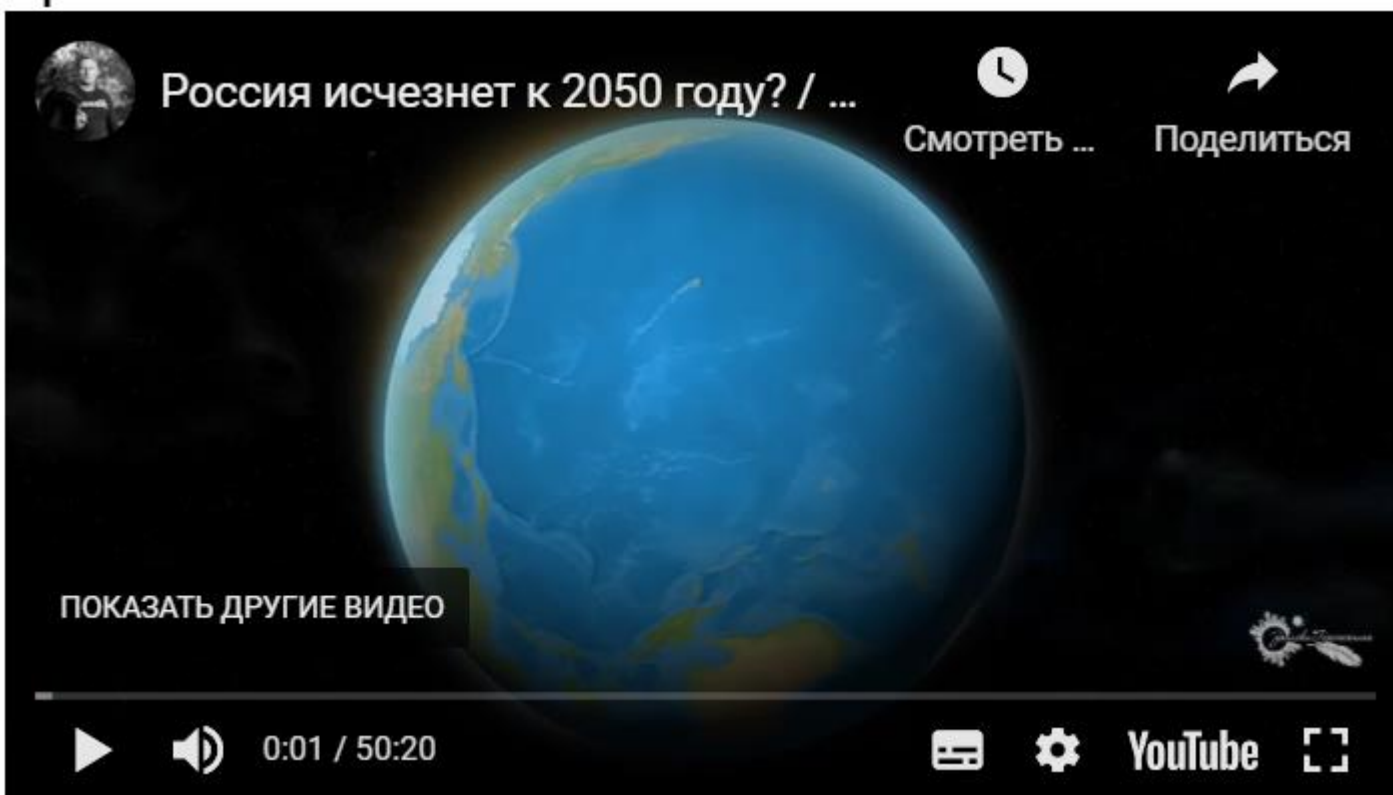 Россия исчезнет к 2050 году? / ...
Смотреть ...
Поделиться
ПОКАЗАТЬ ДРУГИЕ ВИДЕО
0:01 / 50:20
YouTube